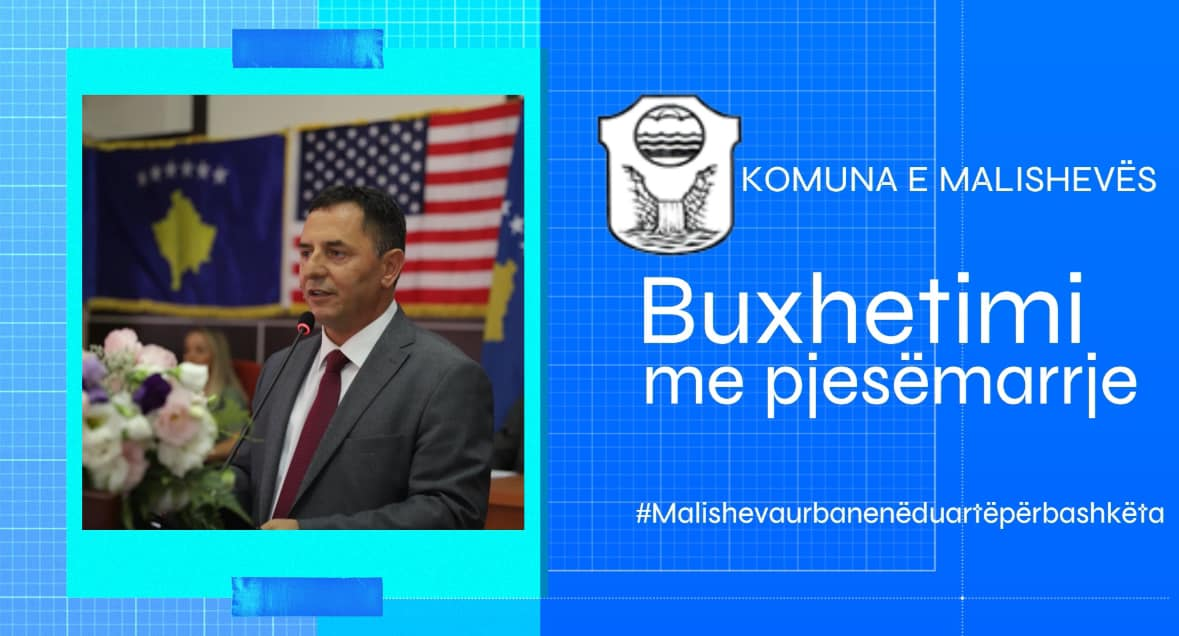 KOMUNA E MALISHEVËS
Buxhetimi
me pjesëmarrje
#Malishevaurbanenëduartëpërbashkëta